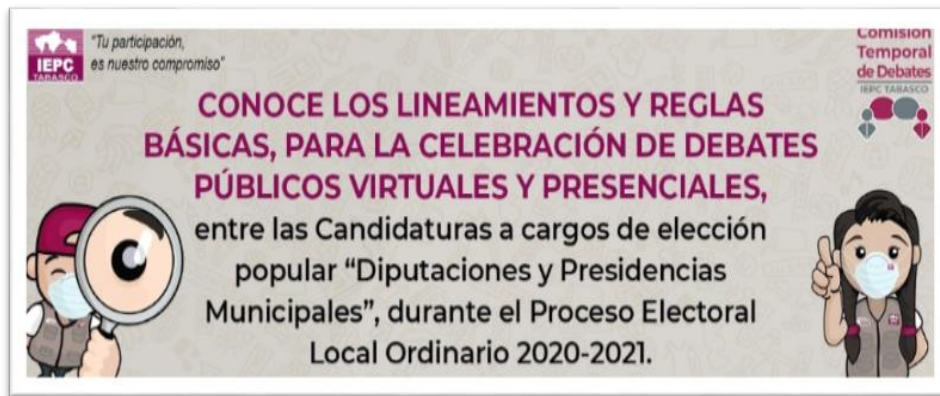 "Tu participación,
es nuestro compromiso"
IEPC
TABASCO
Comisión
Temporal
de Debates
IEPC TABASCO
CONOCE LOS LINEAMIENTOS Y REGLAS
BÁSICAS, PARA LA CELEBRACIÓN DE DEBATES
PÚBLICOS VIRTUALES Y PRESENCIALES,
entre las Candidaturas a cargos de elección
popular “Diputaciones y Presidencias
Municipales”, durante el Proceso Electoral
Local Ordinario 2020-2021.